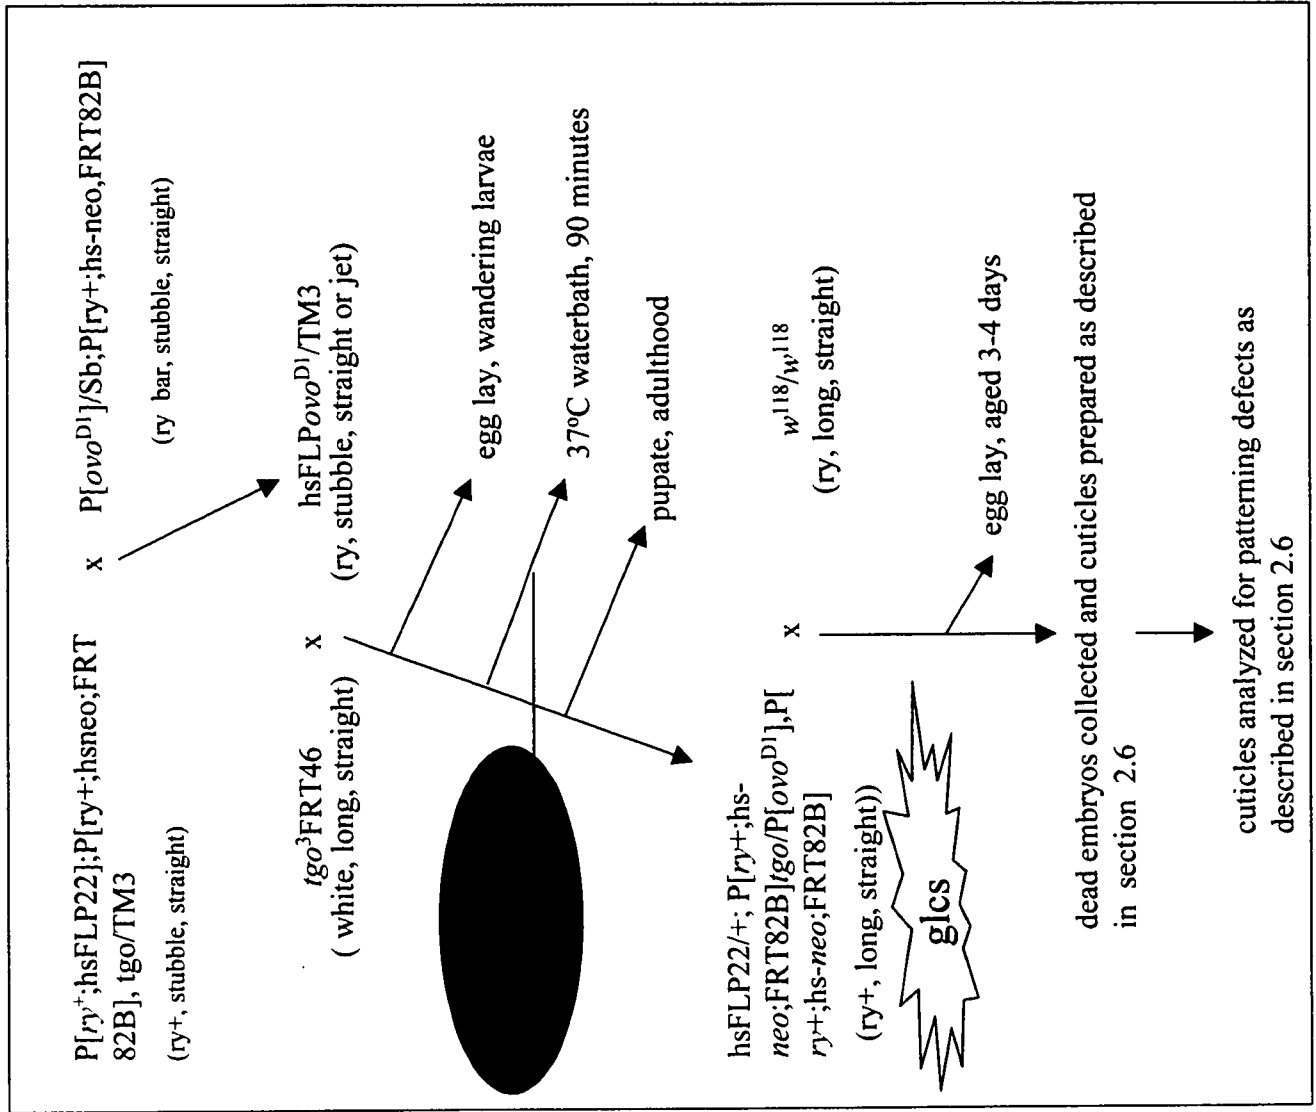 P[ry⁺;hsFLP22];P[ry+;hsneo;FRT
82B], tgo/TM3
(ry+, stubble, straight)
x
P[ovoᴰ¹]/Sb;P[ry+;hs-neo,FRT82B]
(ry bar, stubble, straight)
tgo³FRT46
( white, long, straight)
x
hsFLPovoᴰ¹/TM3
(ry, stubble, straight or jet)
egg lay, wandering larvae
37ºC waterbath, 90 minutes
pupate, adulthood
hsFLP22/+; P[ry+;hs-
neo;FRT82B]tgo/P[ovoᴰ¹],P[
ry+;hs-neo;FRT82B]
(ry+, long, straight))
glcs
x
w¹¹⁸/w¹¹⁸
(ry, long, straight)
egg lay, aged 3-4 days
dead embryos collected and cuticles prepared as described
in section 2.6
cuticles analyzed for patterning defects as
described in section 2.6